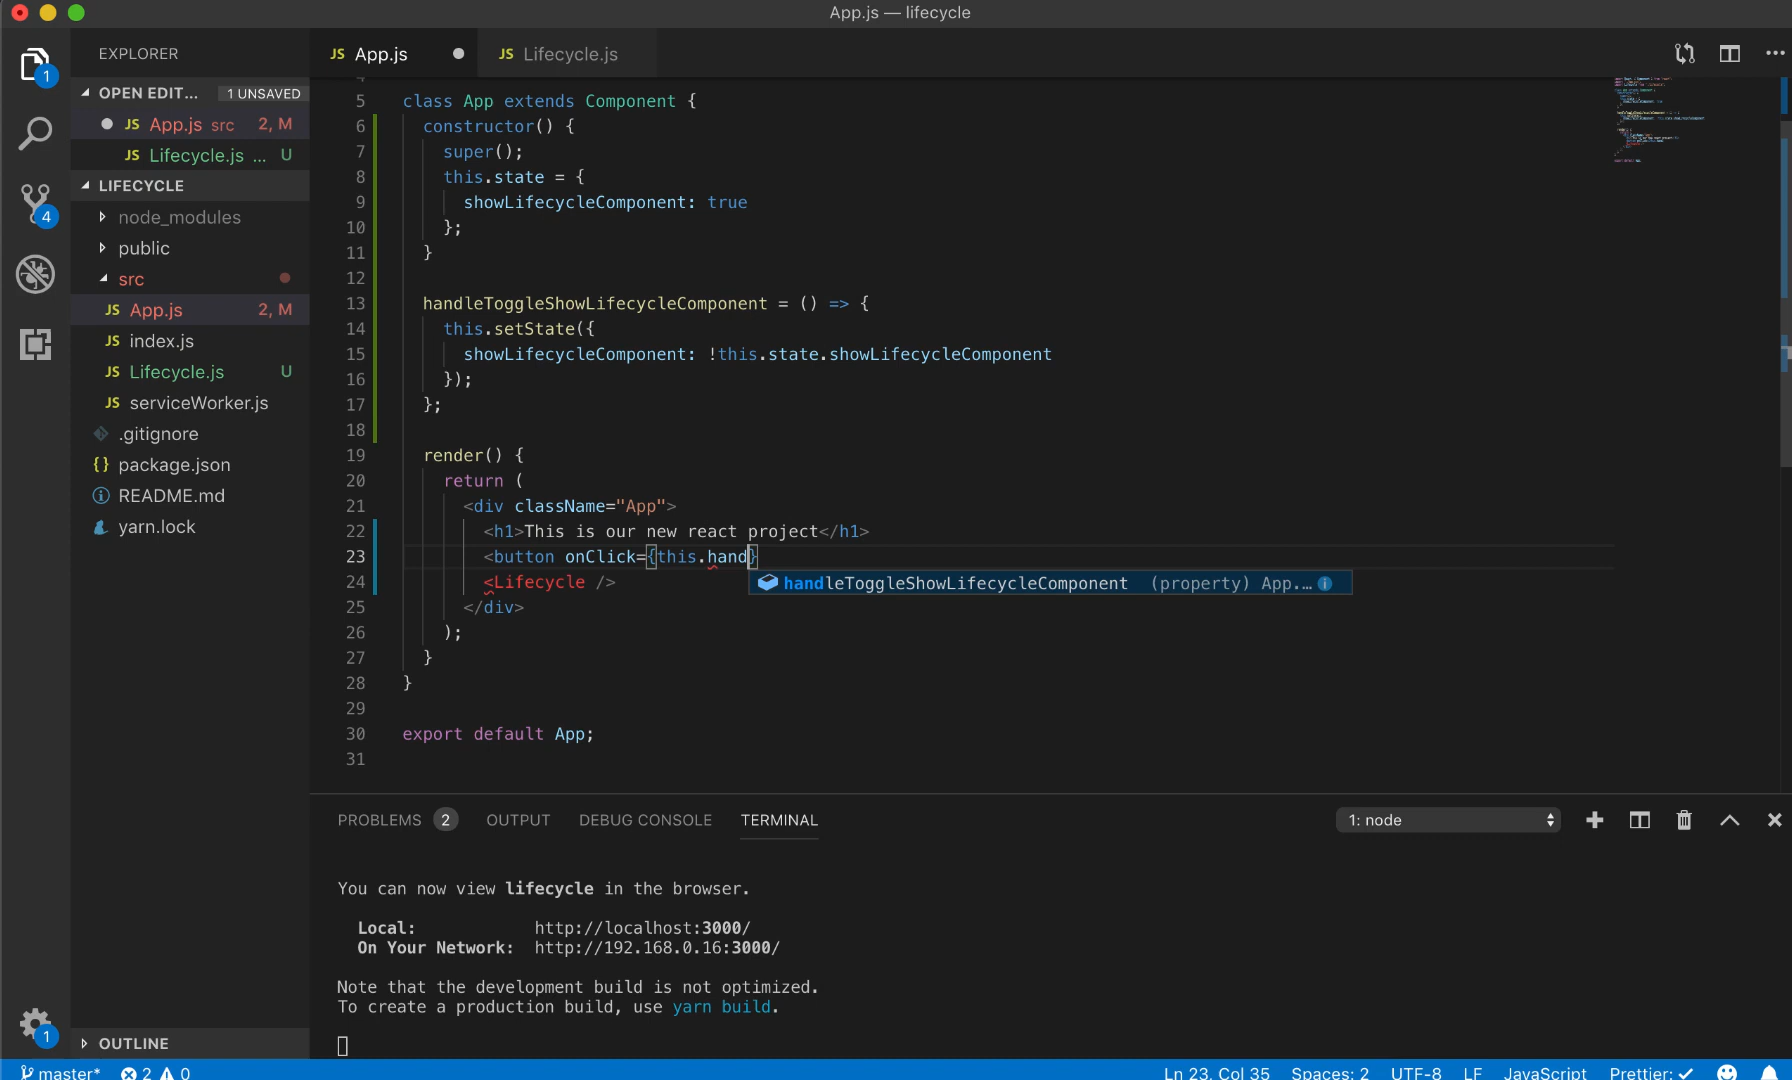 App.js — lifecycle
EXPLORER
JS App.js
JS Lifecycle.js
OPEN EDIT... 1 UNSAVED
JS App.js src 2, M
JS Lifecycle.js ... U
LIFECYCLE
node_modules
public
src
JS App.js 2, M
JS index.js
JS Lifecycle.js U
JS serviceWorker.js
.gitignore
{} package.json
README.md
yarn.lock
OUTLINE
1
4
1
4
5 class App extends Component {
6 constructor() {
7 super();
8 this.state = {
9 showLifecycleComponent: true
10 };
11 }
12
13 handleToggleShowLifecycleComponent = () => {
14 this.setState({
15 showLifecycleComponent: !this.state.showLifecycleComponent
16 });
17 };
18
19 render() {
20 return (
21 <div className="App">
22 <h1>This is our new react project</h1>
23 <button onClick={this.hand}
24 <Lifecycle />
handleToggleShowLifecycleComponent (property) App....
25 </div>
26 );
27 }
28 }
29
30 export default App;
31
PROBLEMS 2 OUTPUT DEBUG CONSOLE TERMINAL
1: node
You can now view lifecycle in the browser.
Local: http://localhost:3000/
On Your Network: http://192.168.0.16:3000/
Note that the development build is not optimized.
To create a production build, use yarn build.
master* 2 0
Ln 23, Col 35 Spaces: 2 UTF-8 LF JavaScript Prettier: ✓